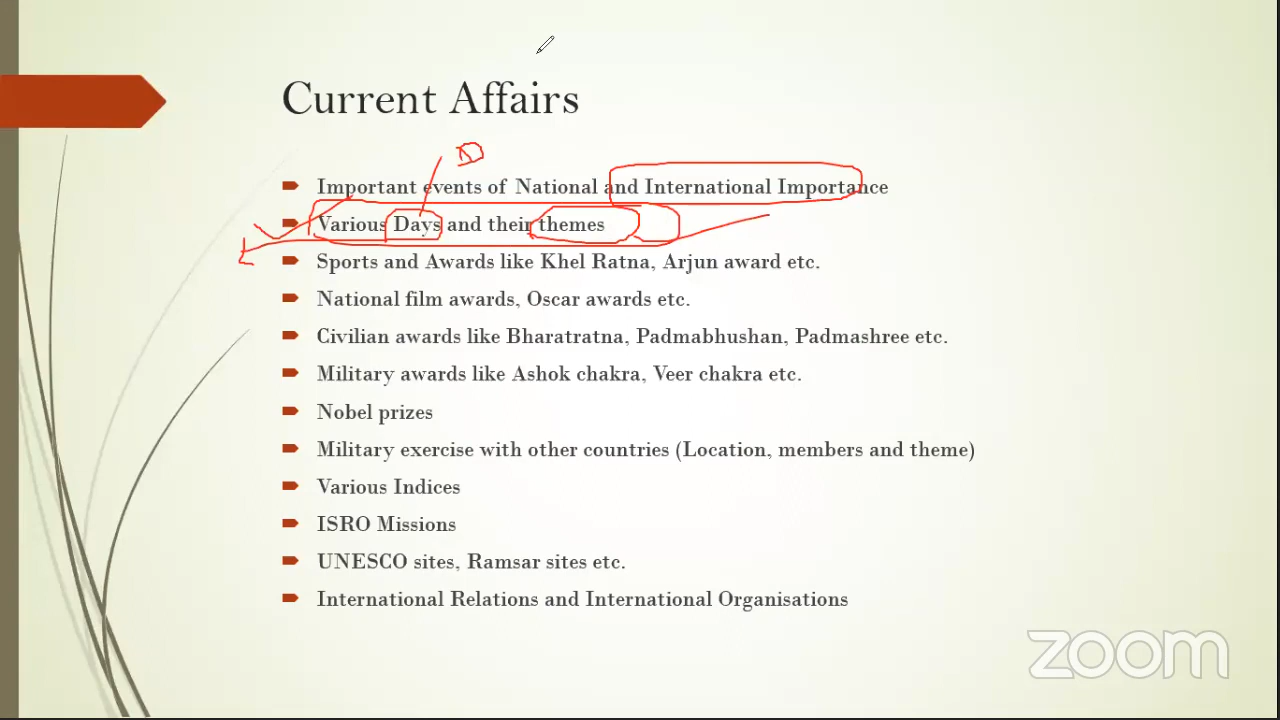 Current Affairs
Important events of National and International Importance
Various Days and their themes
Sports and Awards like Khel Ratna, Arjun award etc.
National film awards, Oscar awards etc.
Civilian awards like Bharatratna, Padmabhushan, Padmashree etc.
Military awards like Ashok chakra, Veer chakra etc.
Nobel prizes
Military exercise with other countries (Location, members and theme)
Various Indices
ISRO Missions
UNESCO sites, Ramsar sites etc.
International Relations and International Organisations
zoom